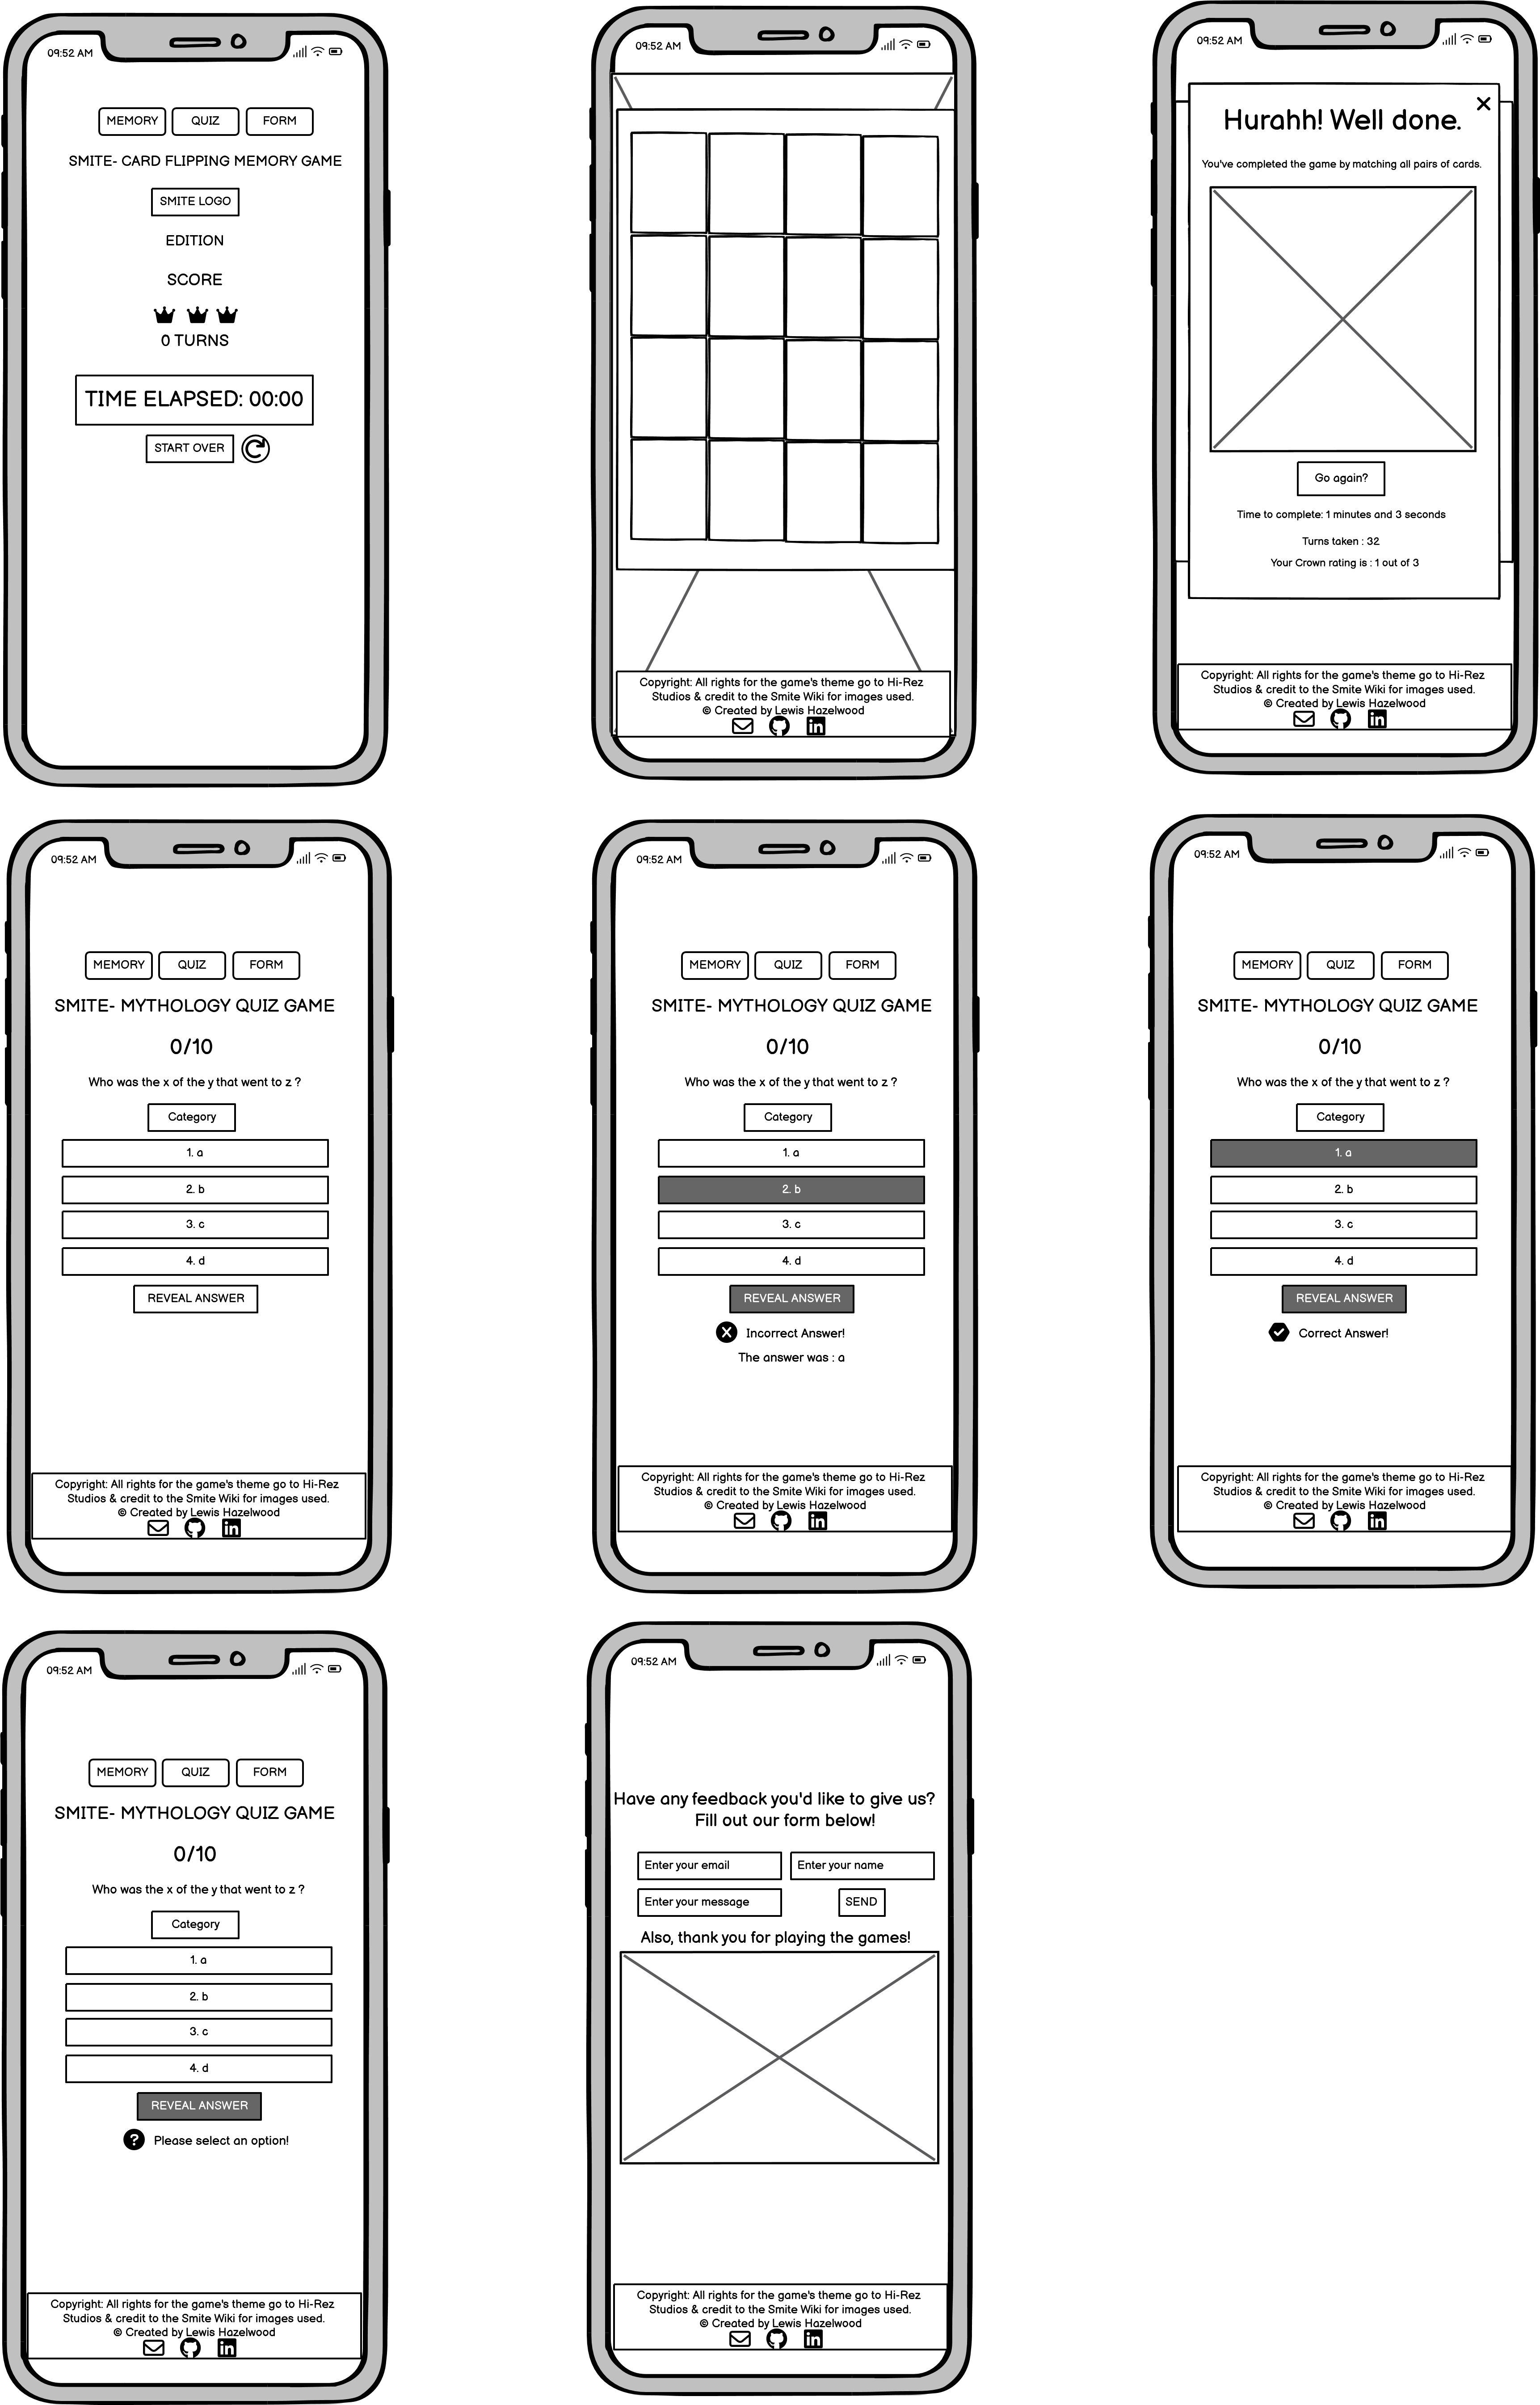 09:52 AM
MEMORY
QUIZ
FORM
SMITE- CARD FLIPPING MEMORY GAME
SMITE LOGO
EDITION
SCORE
0 TURNS
TIME ELAPSED: 00:00
START OVER
09:52 AM
Copyright: All rights for the game's theme go to Hi-Rez
Studios & credit to the Smite Wiki for images used.
© Created by Lewis Hazelwood
in
09:52 AM
Hurahh! Well done.
You've completed the game by matching all pairs of cards.
Go again?
Time to complete: 1 minutes and 3 seconds
Turns taken : 32
Your Crown rating is : 1 out of 3
Copyright: All rights for the game's theme go to Hi-Rez
Studios & credit to the Smite Wiki for images used.
© Created by Lewis Hazelwood
in
09:52 AM
MEMORY
QUIZ
FORM
SMITE- MYTHOLOGY QUIZ GAME
0/10
Who was the x of the y that went to z ?
Category
1. a
2. b
3. c
4. d
REVEAL ANSWER
Copyright: All rights for the game's theme go to Hi-Rez
Studios & credit to the Smite Wiki for images used.
© Created by Lewis Hazelwood
in
09:52 AM
MEMORY
QUIZ
FORM
SMITE- MYTHOLOGY QUIZ GAME
0/10
Who was the x of the y that went to z ?
Category
1. a
2. b
3. c
4. d
REVEAL ANSWER
Incorrect Answer!
The answer was : a
Copyright: All rights for the game's theme go to Hi-Rez
Studios & credit to the Smite Wiki for images used.
© Created by Lewis Hazelwood
in
09:52 AM
MEMORY
QUIZ
FORM
SMITE- MYTHOLOGY QUIZ GAME
0/10
Who was the x of the y that went to z ?
Category
1. a
2. b
3. c
4. d
REVEAL ANSWER
Correct Answer!
Copyright: All rights for the game's theme go to Hi-Rez
Studios & credit to the Smite Wiki for images used.
© Created by Lewis Hazelwood
in
09:52 AM
MEMORY
QUIZ
FORM
SMITE- MYTHOLOGY QUIZ GAME
0/10
Who was the x of the y that went to z ?
Category
1. a
2. b
3. c
4. d
REVEAL ANSWER
? Please select an option!
Copyright: All rights for the game's theme go to Hi-Rez
Studios & credit to the Smite Wiki for images used.
© Created by Lewis Hazelwood
in
09:52 AM
Have any feedback you'd like to give us?
Fill out our form below!
Enter your email
Enter your name
Enter your message
SEND
Also, thank you for playing the games!
Copyright: All rights for the game's theme go to Hi-Rez
Studios & credit to the Smite Wiki for images used.
© Created by Lewis Hazelwood
in